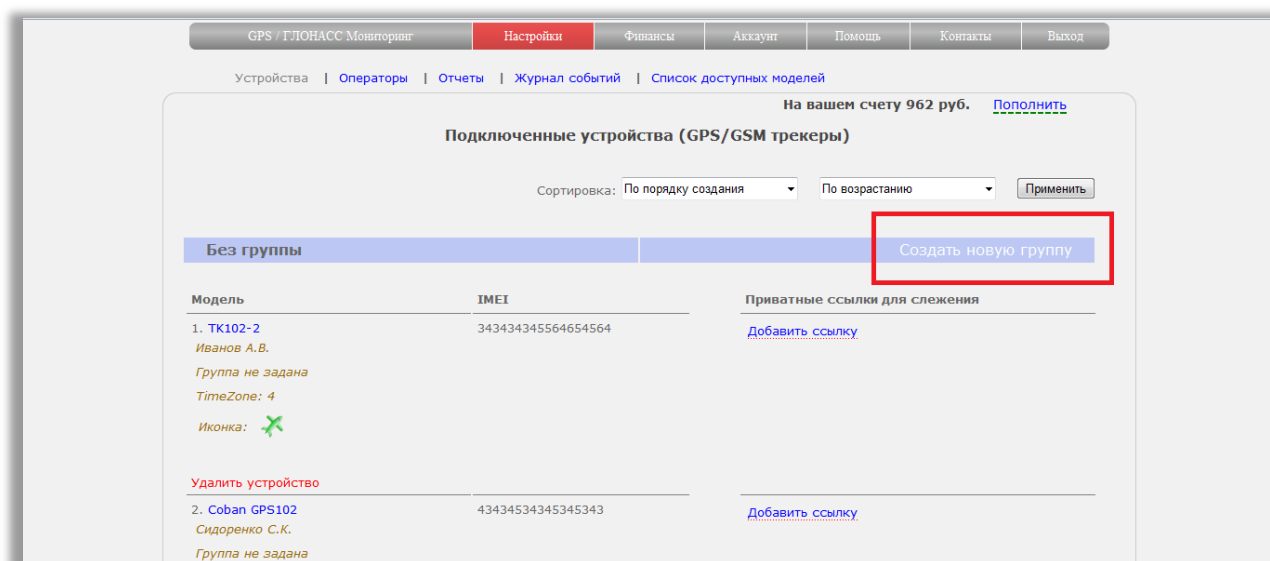 GPS / ГЛОНАСС Мониторинг Настройки Финансы Аккаунт Помощь Контакты Выход
Устройства | Операторы | Отчеты | Журнал событий | Список доступных моделей
На вашем счету 962 руб. Пополнить
Подключенные устройства (GPS/GSM трекеры)
Сортировка: По порядку создания По возрастанию Применить
Без группы Создать новую группу
Модель IMEI Приватные ссылки для слежения
1. TK102-2 343434345564654564 Добавить ссылку
Иванов А.В.
Группа не задана
TimeZone: 4
Иконка:
Удалить устройство
2. Coban GPS102 43434534345345343 Добавить ссылку
Сидоренко С.К.
Группа не задана